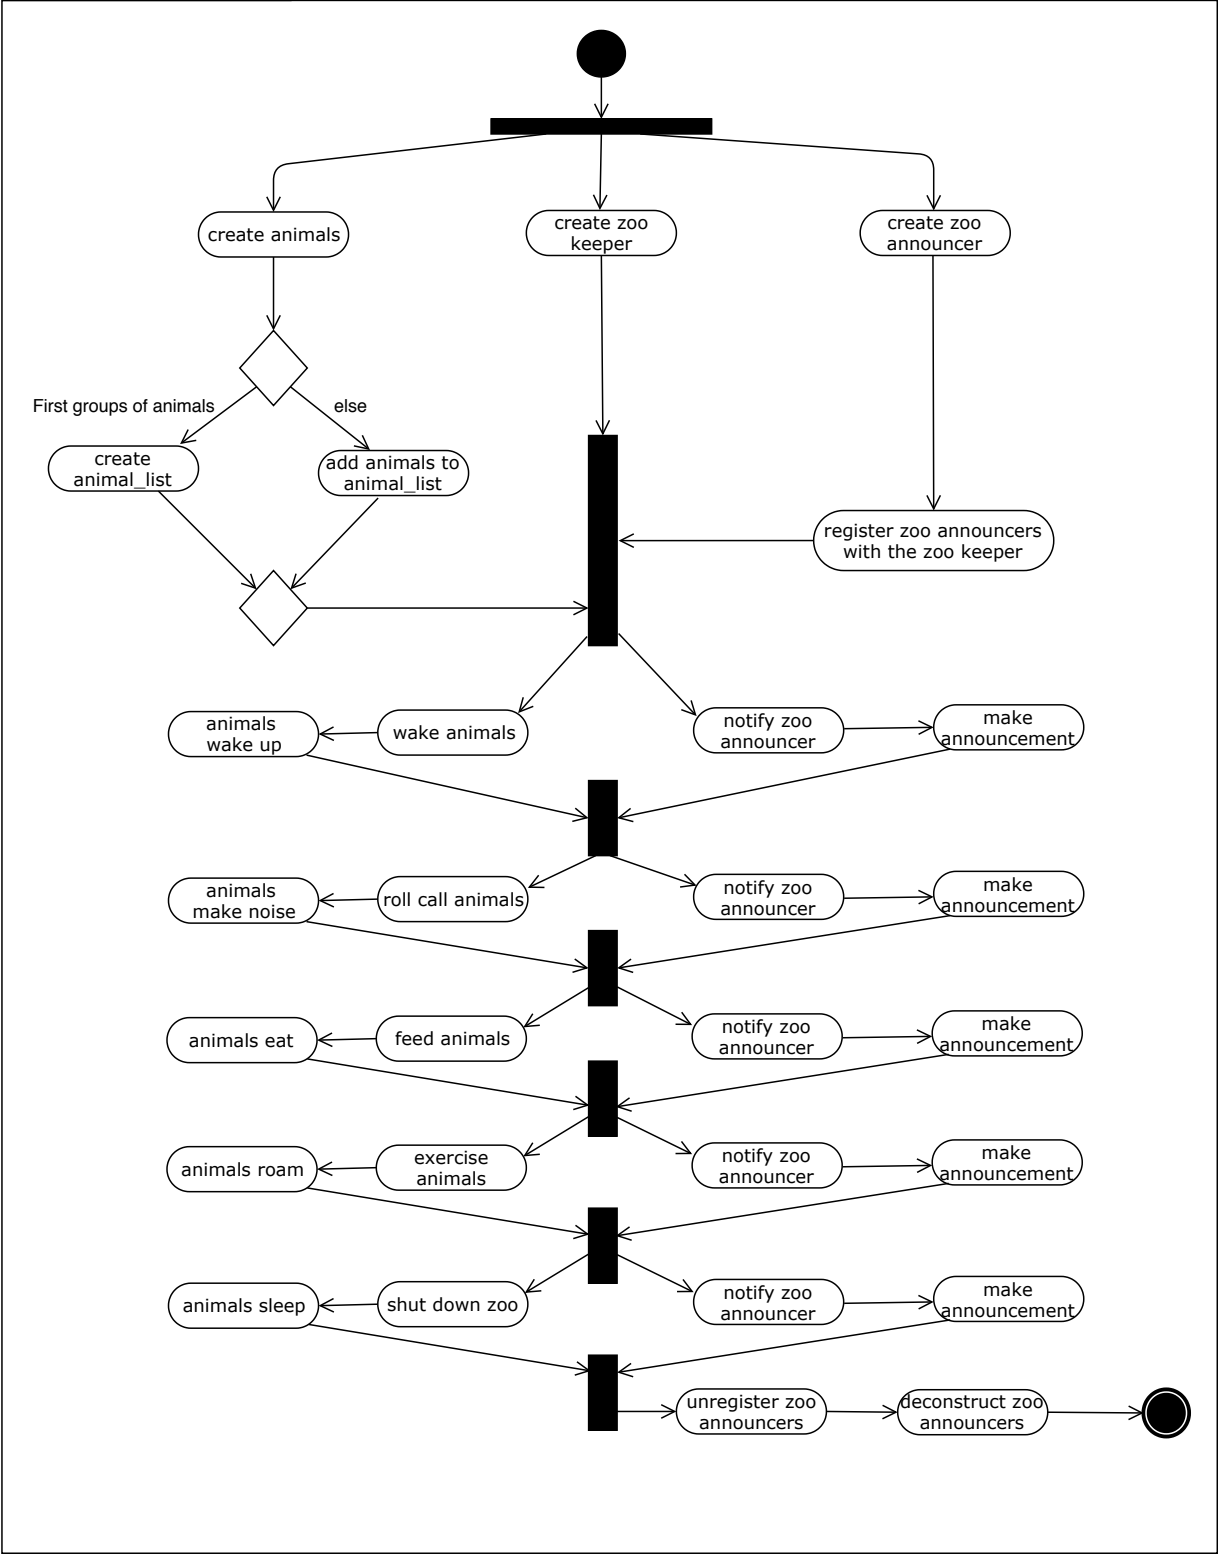 create animals
create zoo
keeper
create zoo
announcer
First groups of animals
else
create
animal_list
add animals to
animal_list
register zoo announcers
with the zoo keeper
animals
wake up
wake animals
notify zoo
announcer
make
announcement
animals
make noise
roll call animals
notify zoo
announcer
make
announcement
animals eat
feed animals
notify zoo
announcer
make
announcement
animals roam
exercise
animals
notify zoo
announcer
make
announcement
animals sleep
shut down zoo
notify zoo
announcer
make
announcement
unregister zoo
announcers
deconstruct zoo
announcers